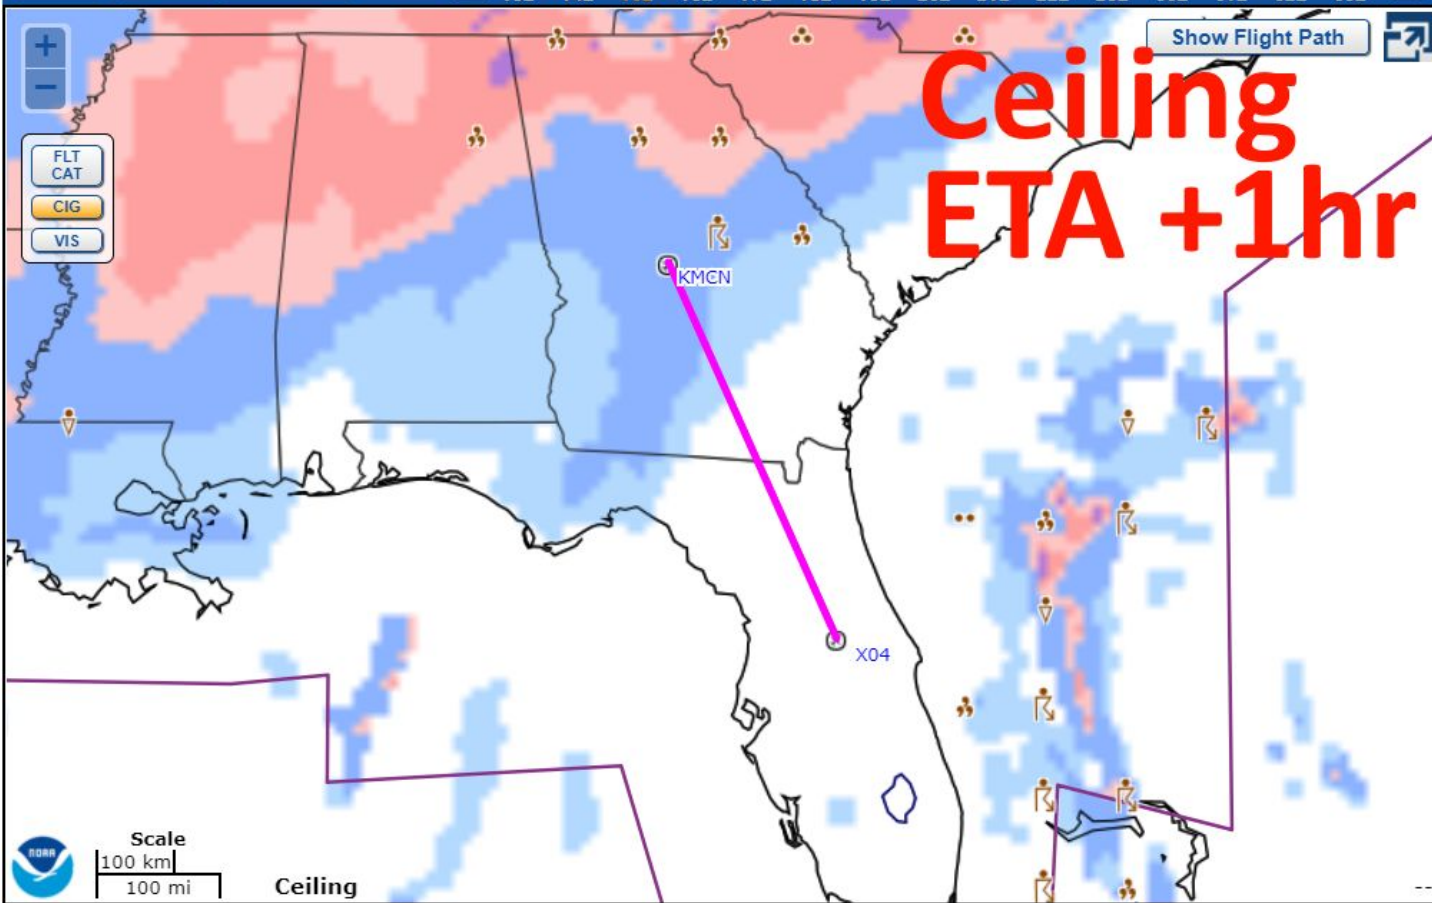 +
−
Show Flight Path
Ceiling
ETA +1hr
FLT
CAT
CIG
VIS
KMCN
X04
NOAA
Scale
100 km
100 mi
Ceiling
--